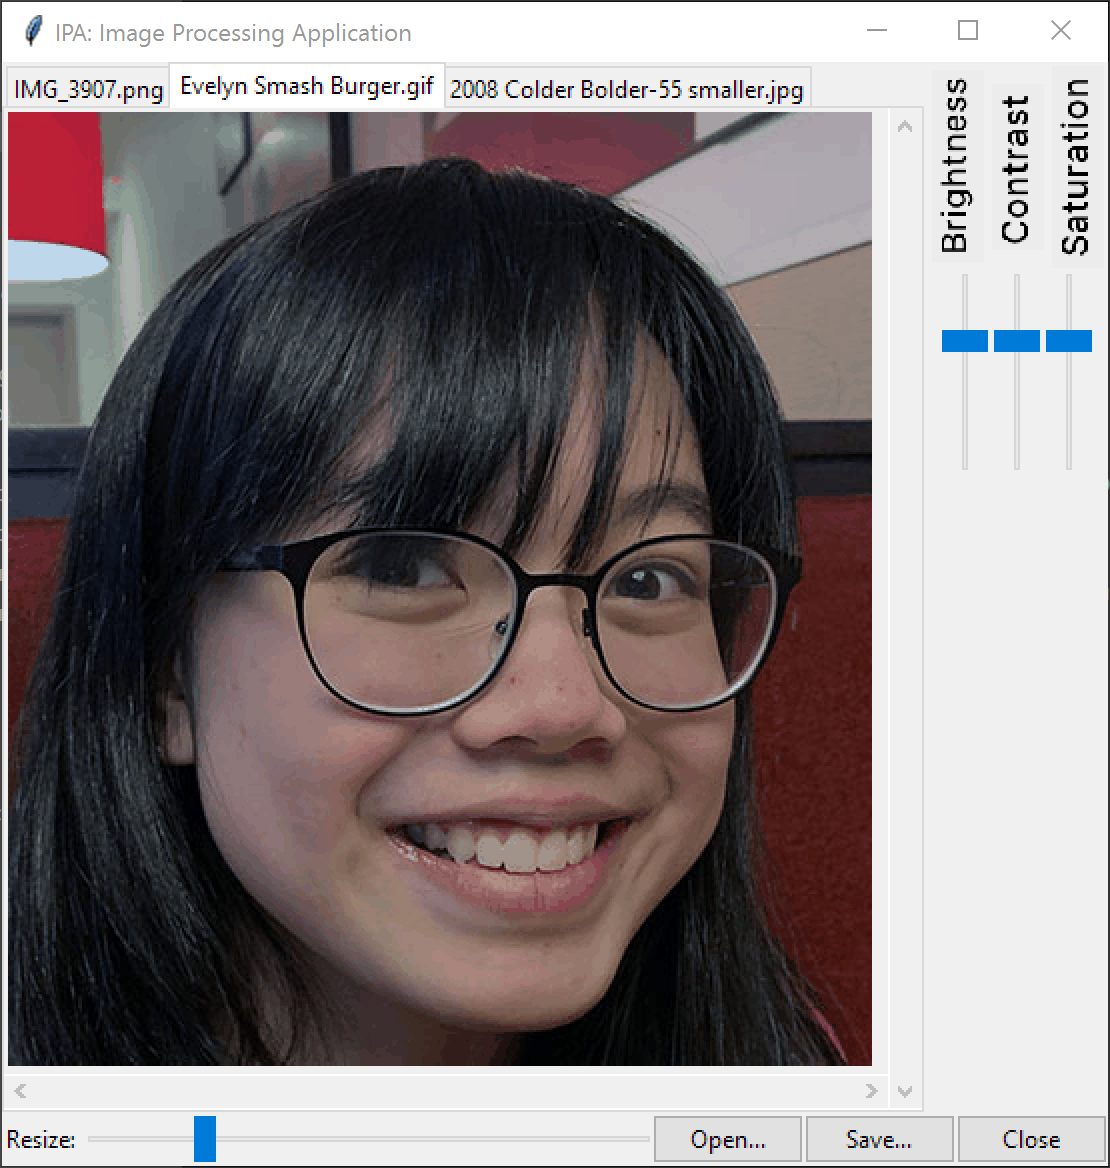 IPA: Image Processing Application
IMG_3907.png Evelyn Smash Burger.gif 2008 Colder Bolder-55 smaller.jpg
Brightness
Contrast
Saturation
Resize: Open... Save... Close